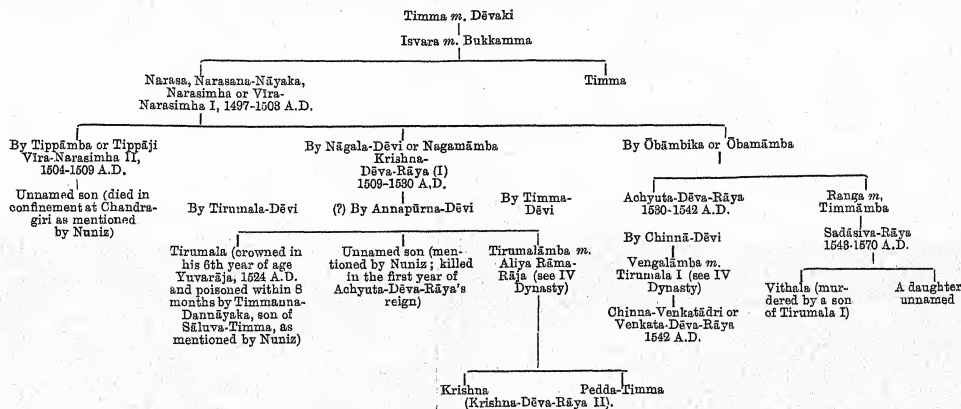 Timma m. Dēvaki
Isvara m. Bukkamma
Narasa, Narasana-Nāyaka,
Narasimha or Vīra-
Narasimha I, 1497-1503 A.D.
Timma
By Tippāmba or Tippāji
Vīra-Narasimha II,
1504-1509 A.D.
Unnamed son (died in
confinement at Chandra-
giri as mentioned
by Nuniz)
By Nāgala-Dēvi or Nagamāmba
Krishna-
Dēva-Rāya (I)
1509-1530 A.D.
By Tirumala-Dēvi
(?) By Annapūrna-Dēvi
By Timma-
Dēvi
Tirumala (crowned in
his 6th year of age
Yuvarāja, 1524 A.D.
and poisoned within 8
months by Timmauna-
Dannāyaka, son of
Sāluva-Timma, as
mentioned by Nuniz)
Unnamed son (men-
tioned by Nuniz; killed
in the first year of
Achyuta-Dēva-Rāya's
reign)
Tirumalāmba m.
Aliya Rāma-
Rāja (see IV
Dynasty)
Krishna
(Krishna-Dēva-Rāya II).
Pedda-Timma
By Ōbāmbika or Ōbamāmba
Achyuta-Dēva-Rāya
1530-1542 A.D.
By Chinnā-Dēvi
Vengalāmba m.
Tirumala I (see IV
Dynasty)
Chinna-Venkatādri or
Venkata-Dēva-Rāya
1542 A.D.
Ranga m,
Timmāmba
Sadāsiva-Rāya
1543-1570 A.D.
Vithala (mur-
dered by a son
of Tirumala I)
A daughter
unnamed